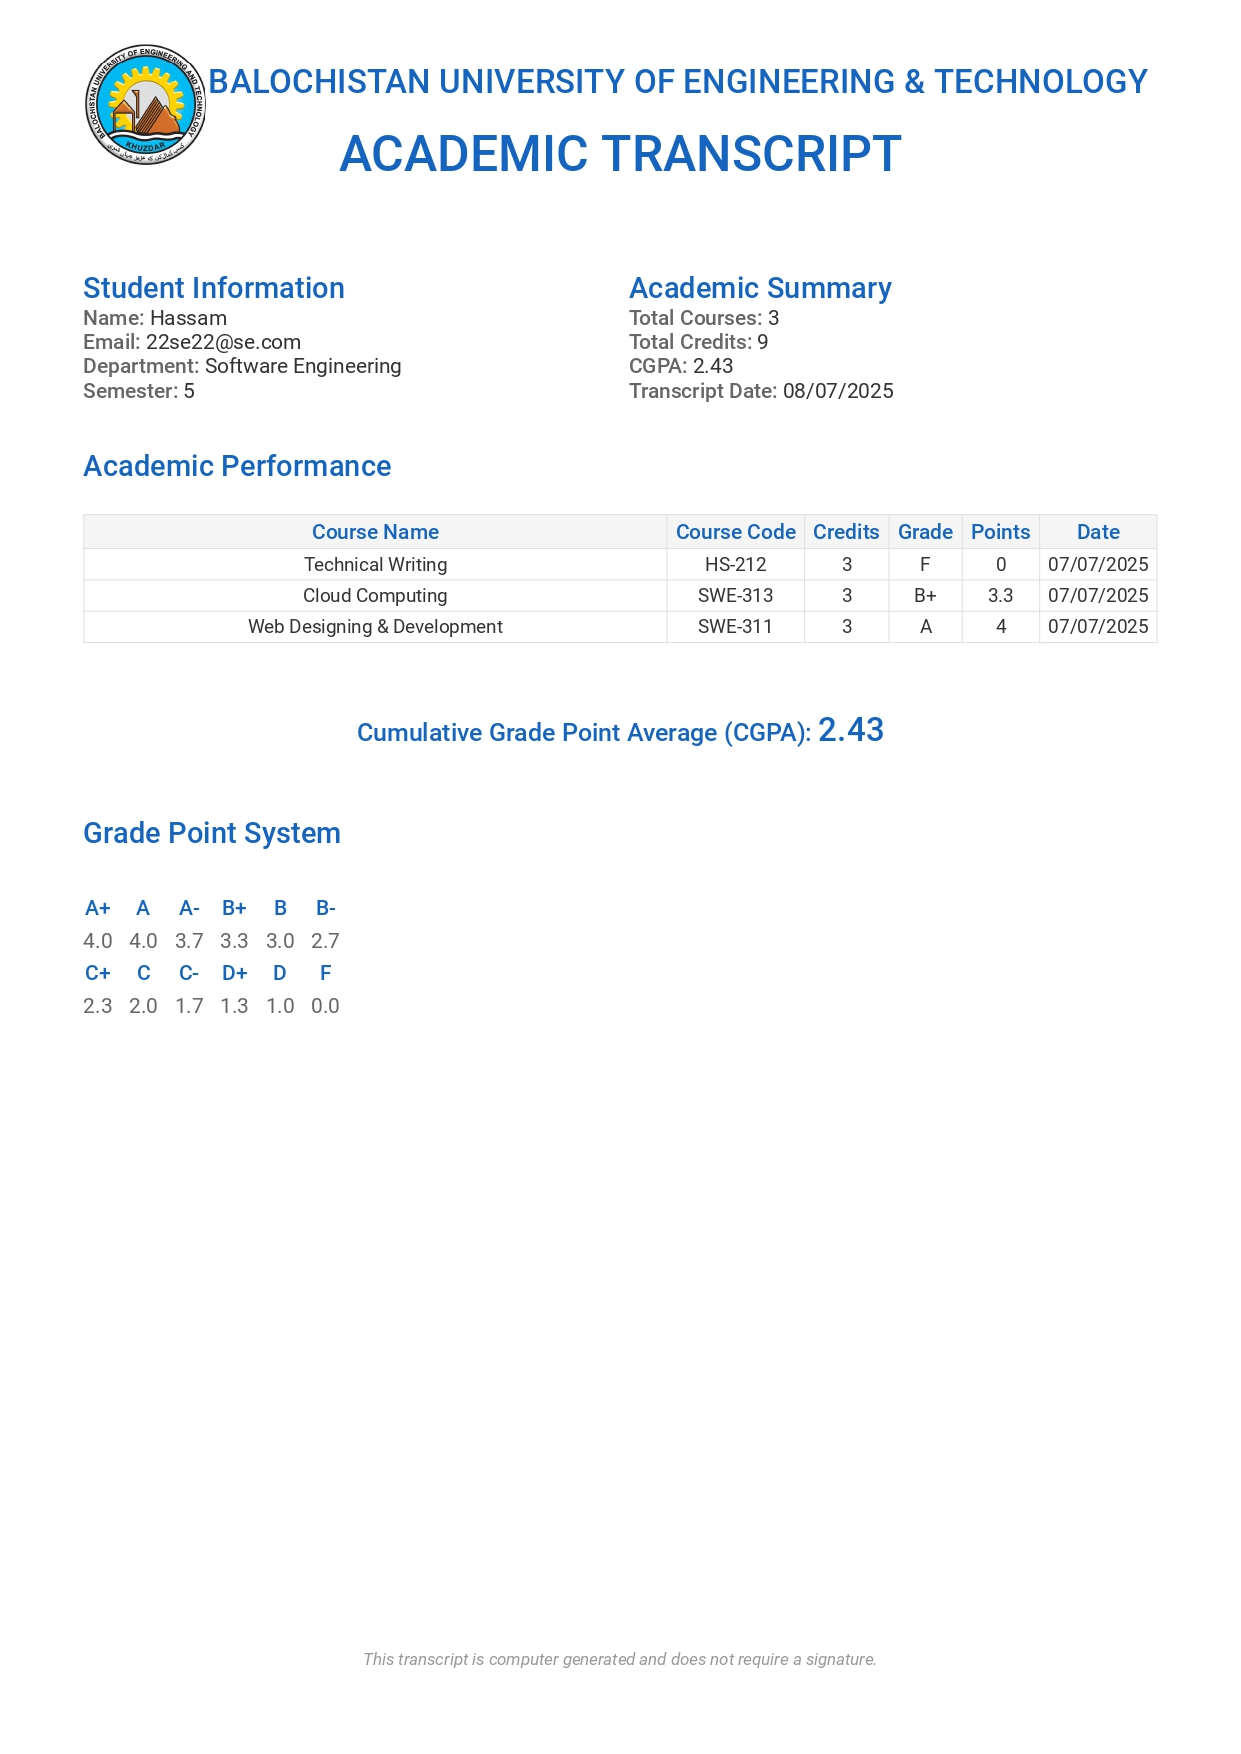 BALOCHISTAN UNIVERSITY OF ENGINEERING AND TECHNOLOGY
KHUZDAR
BALOCHISTAN UNIVERSITY OF ENGINEERING & TECHNOLOGY
ACADEMIC TRANSCRIPT
Student Information
Name: Hassam
Email: 22se22@se.com
Department: Software Engineering
Semester: 5
Academic Summary
Total Courses: 3
Total Credits: 9
CGPA: 2.43
Transcript Date: 08/07/2025
Academic Performance
Course Name Course Code Credits Grade Points Date
Technical Writing HS-212 3 F 0 07/07/2025
Cloud Computing SWE-313 3 B+ 3.3 07/07/2025
Web Designing & Development SWE-311 3 A 4 07/07/2025
Cumulative Grade Point Average (CGPA): 2.43
Grade Point System
A+ A A- B+ B B-
4.0 4.0 3.7 3.3 3.0 2.7
C+ C C- D+ D F
2.3 2.0 1.7 1.3 1.0 0.0
This transcript is computer generated and does not require a signature.